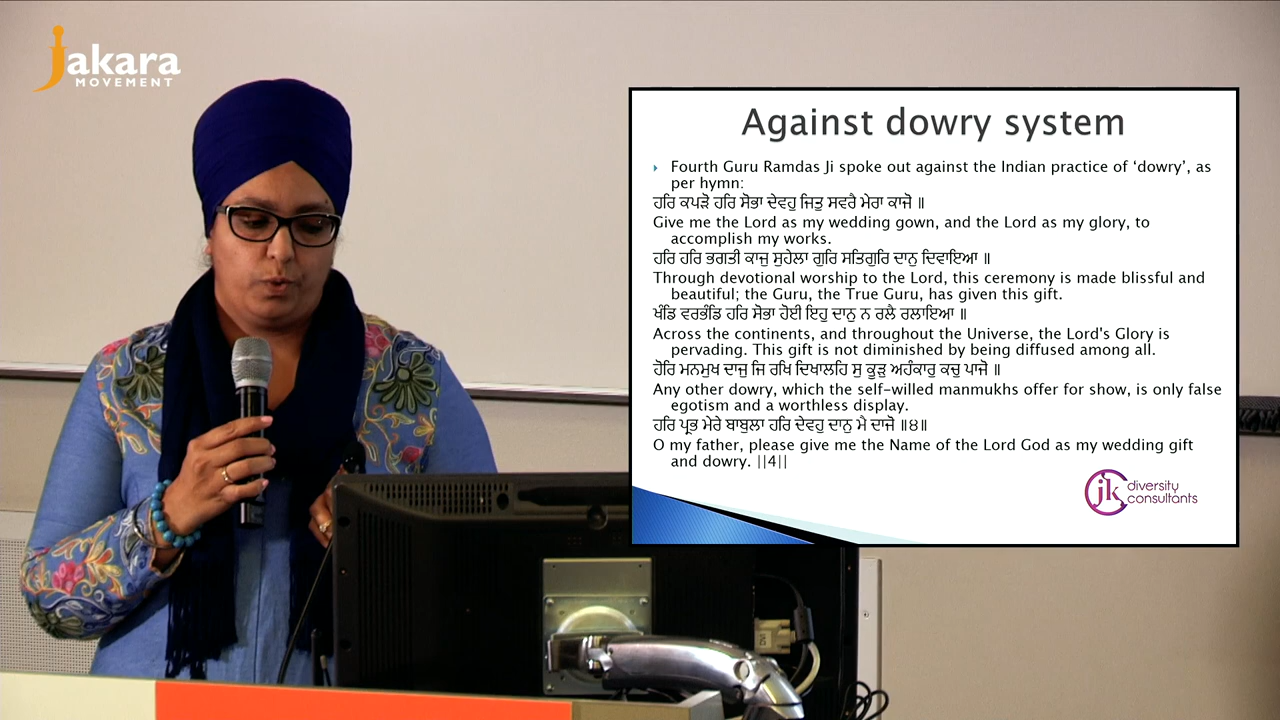 Jakara
MOVEMENT
Against dowry system
Fourth Guru Ramdas Ji spoke out against the Indian practice of ‘dowry’, as
per hymn:
ਹਰਿ ਕਪੜੋ ਹਰਿ ਸੋਭਾ ਦੇਵਹੁ ਜਿਤੁ ਸਵਰੈ ਮੇਰਾ ਕਾਜੋ ॥
Give me the Lord as my wedding gown, and the Lord as my glory, to
accomplish my works.
ਹਰਿ ਹਰਿ ਭਗਤੀ ਕਾਜੁ ਸੁਹੇਲਾ ਗੁਰਿ ਸਤਿਗੁਰਿ ਦਾਨੁ ਦਿਵਾਇਆ ॥
Through devotional worship to the Lord, this ceremony is made blissful and
beautiful; the Guru, the True Guru, has given this gift.
ਖੰਡਿ ਵਰਭੰਡਿ ਹਰਿ ਸੋਭਾ ਹੋਈ ਇਹੁ ਦਾਨੁ ਨ ਰਲੈ ਰਲਾਇਆ ॥
Across the continents, and throughout the Universe, the Lord's Glory is
pervading. This gift is not diminished by being diffused among all.
ਹੋਰਿ ਮਨਮੁਖ ਦਾਜੁ ਜਿ ਰਖਿ ਦਿਖਾਲਹਿ ਸੁ ਕੂੜੁ ਅਹੰਕਾਰੁ ਕਚੁ ਪਾਜੋ ॥
Any other dowry, which the self-willed manmukhs offer for show, is only false
egotism and a worthless display.
ਹਰਿ ਪ੍ਰਭ ਮੇਰੇ ਬਾਬੁਲਾ ਹਰਿ ਦੇਵਹੁ ਦਾਨੁ ਮੈ ਦਾਜੋ ॥੪॥
O my father, please give me the Name of the Lord God as my wedding gift
and dowry. ||4||
jk diversity
consultants